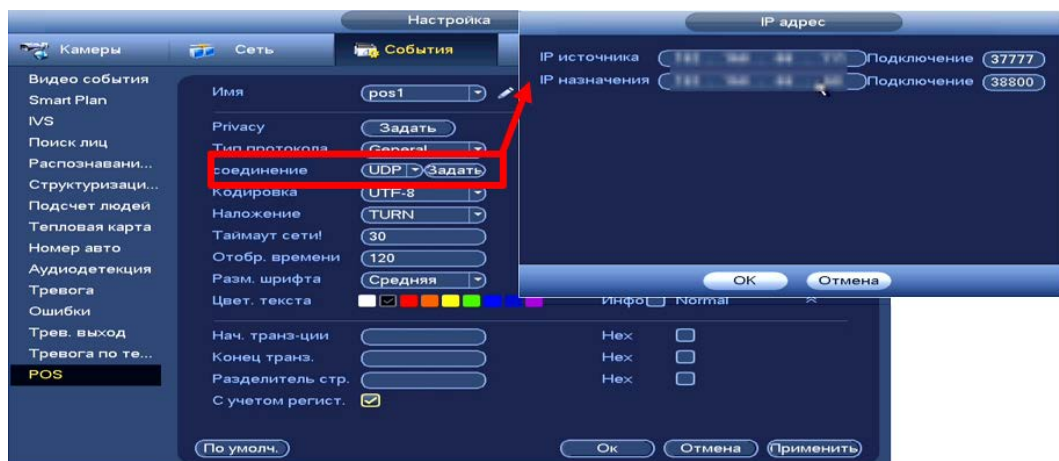 Настройка
Камеры
Сеть
События
Видео события
Smart Plan
IVS
Поиск лиц
Распознавани...
Структуризаци...
Подсчет людей
Тепловая карта
Номер авто
Аудиодетекция
Тревога
Ошибки
Трев. выход
Тревога по те...
POS
Имя pos1
Privacy Задать
Тип протокола General
соединение UDP Задать
Кодировка UTF-8
Наложение TURN
Таймаут сети! 30
Отобр. времени 120
Разм. шрифта Средняя
Цвет. текста Инфо Normal
Нач. транз-ции Hex
Конец транз. Hex
Разделитель стр. Hex
С учетом регист.
По умолч. Ок Отмена Применить
IP адрес
IP источника Подключение 37777
IP назначения Подключение 38800
OK Отмена